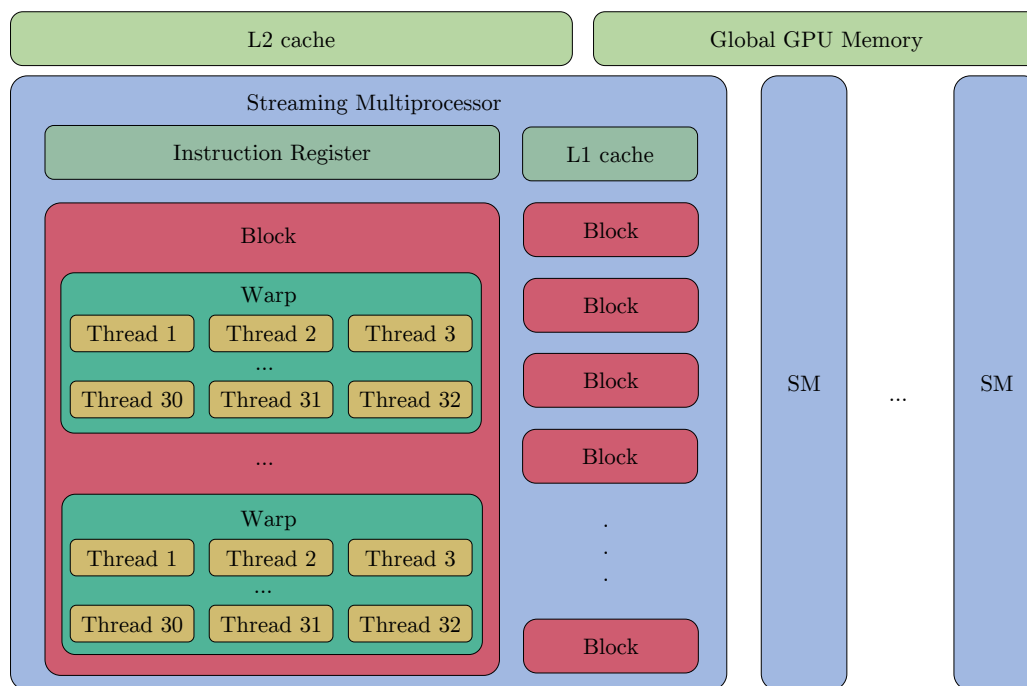 L2 cache
Global GPU Memory
Streaming Multiprocessor
Instruction Register
L1 cache
Block
Warp
Thread 1 Thread 2 Thread 3
...
Thread 30 Thread 31 Thread 32
...
Warp
Thread 1 Thread 2 Thread 3
...
Thread 30 Thread 31 Thread 32
Block
Block
Block
Block
.
.
.
Block
SM
...
SM